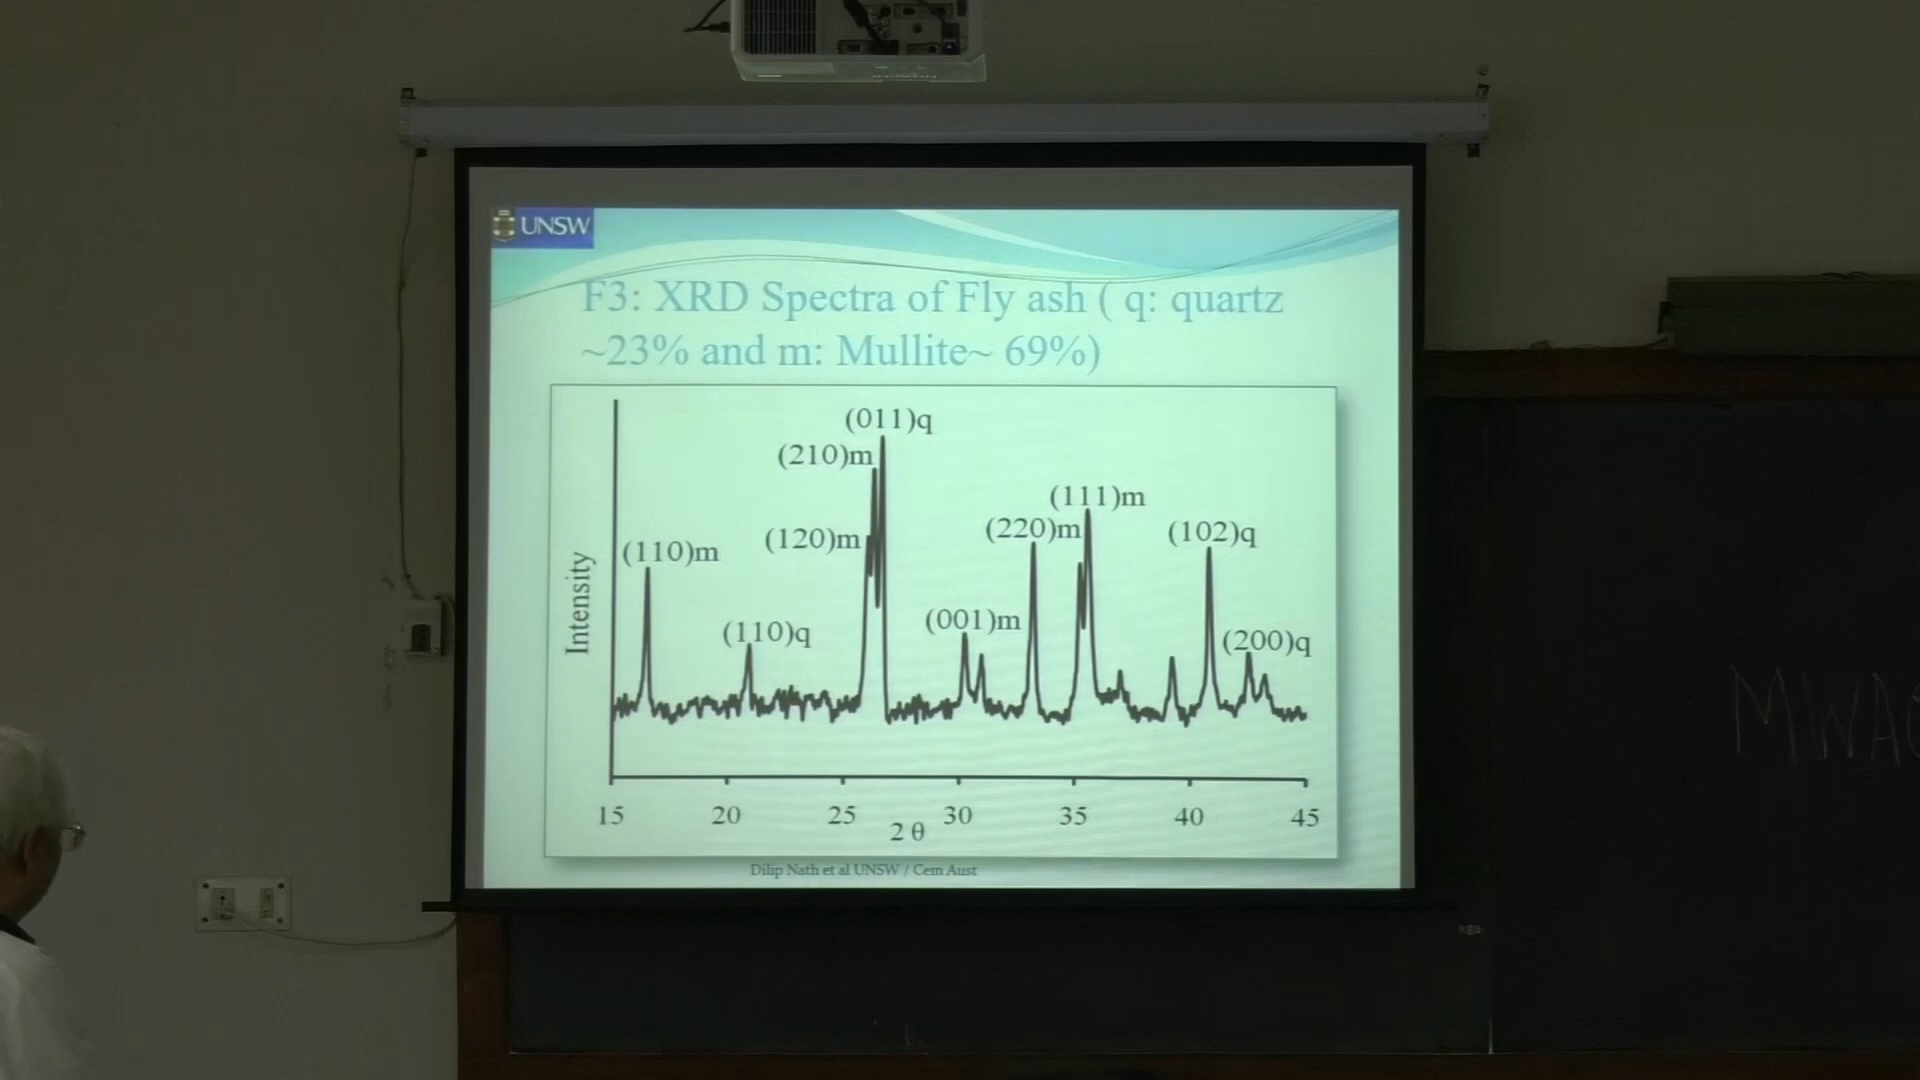 UNSW
F3: XRD Spectra of Fly ash ( q: quartz
~23% and m: Mullite~ 69%)
(011)q
(210)m
(111)m
(220)m
(102)q
(120)m
(110)m
(001)m
(110)q
(200)q
Intensity
15 20 25 30 35 40 45
2 θ
Dilip Nath et al UNSW / Cem Aust